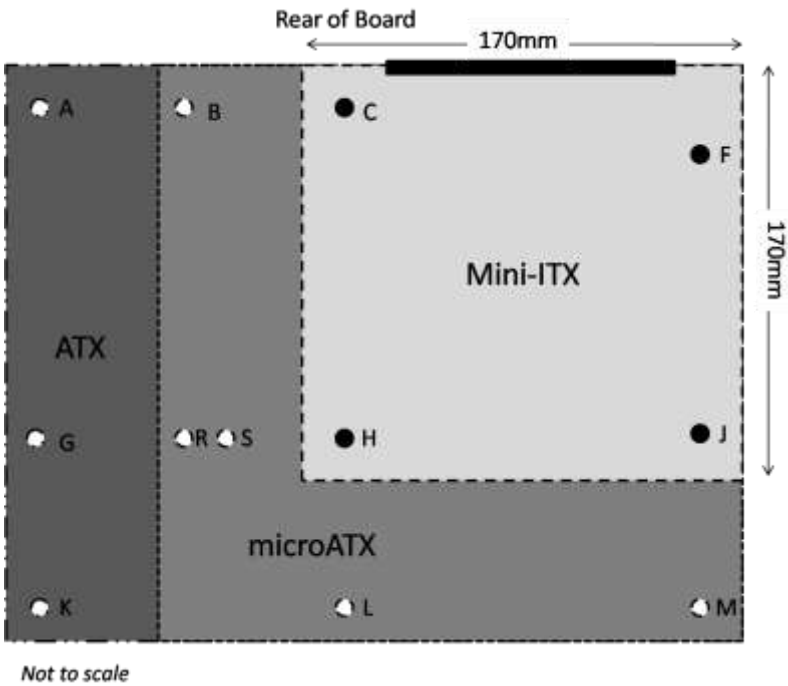 Rear of Board
170mm
A
B
C
F
Mini-ITX
170mm
ATX
G
R
S
H
J
microATX
K
L
M
Not to scale